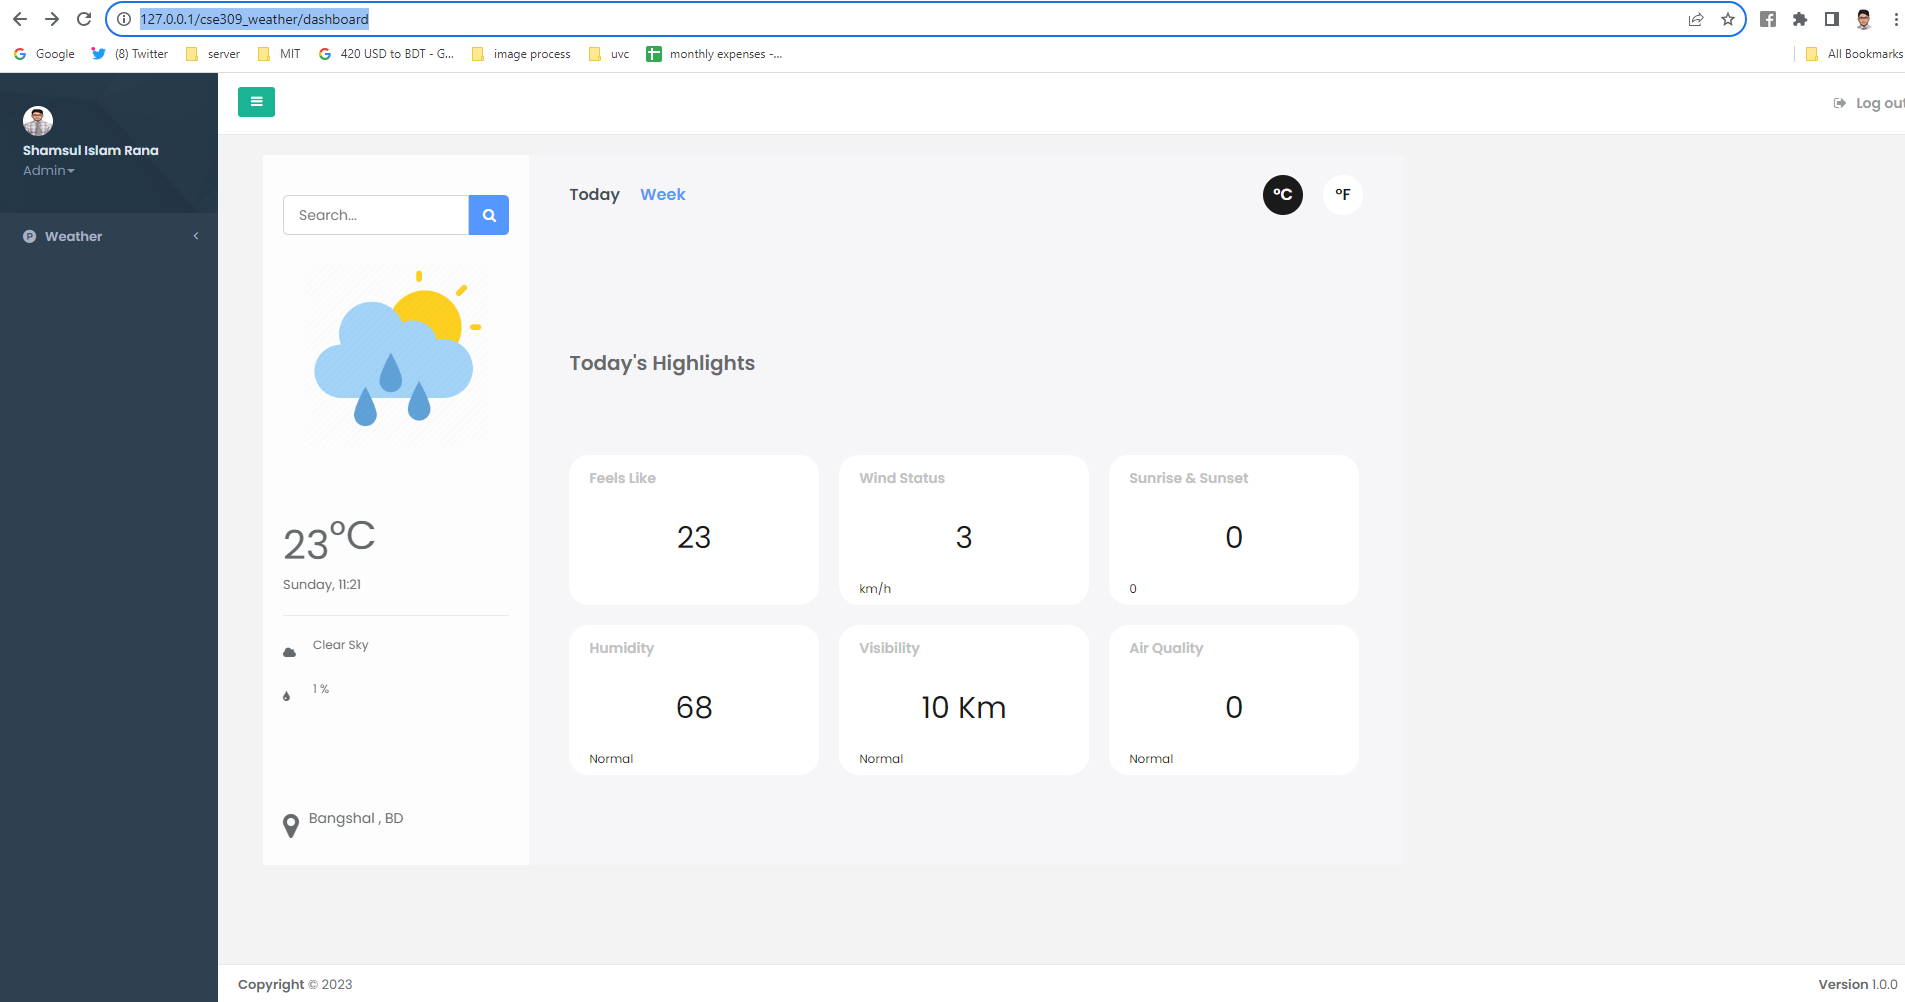 127.0.0.1/cse309_weather/dashboard
Google (8) Twitter server MIT 420 USD to BDT - G... image process uvc monthly expenses -... All Bookmarks
Log out
Shamsul Islam Rana
Admin
Weather
Search...
Today Week °C °F
Today's Highlights
Feels Like Wind Status Sunrise & Sunset
23 3 0
km/h 0
23°C
Sunday, 11:21
Clear Sky
1 %
Humidity Visibility Air Quality
68 10 Km 0
Normal Normal Normal
Bangshal , BD
Copyright © 2023 Version 1.0.0